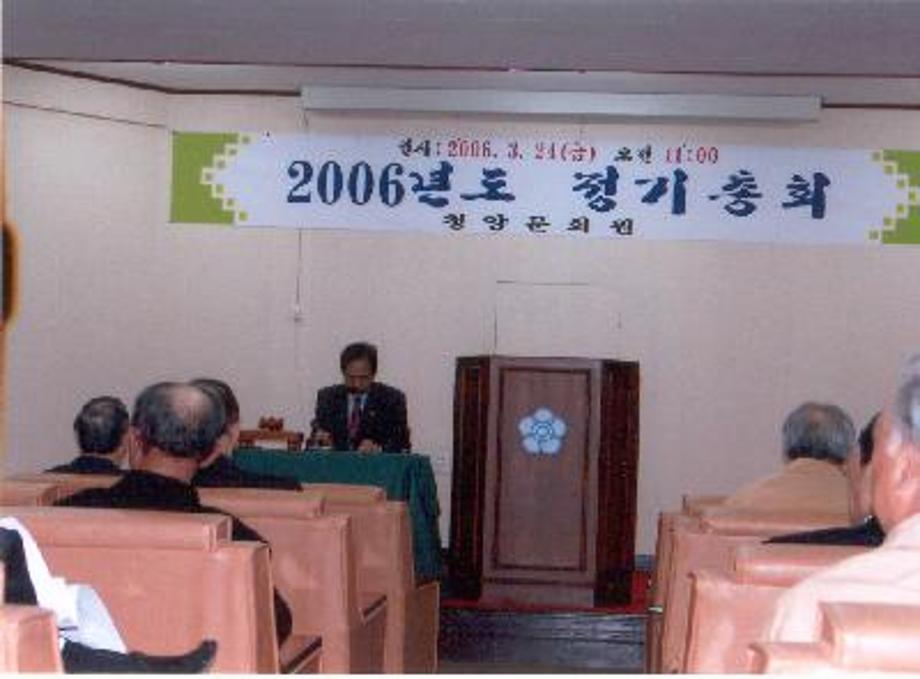 일시: 2006. 3. 24(금) 오전 11:00
2006년도 정기총회
청양문화원